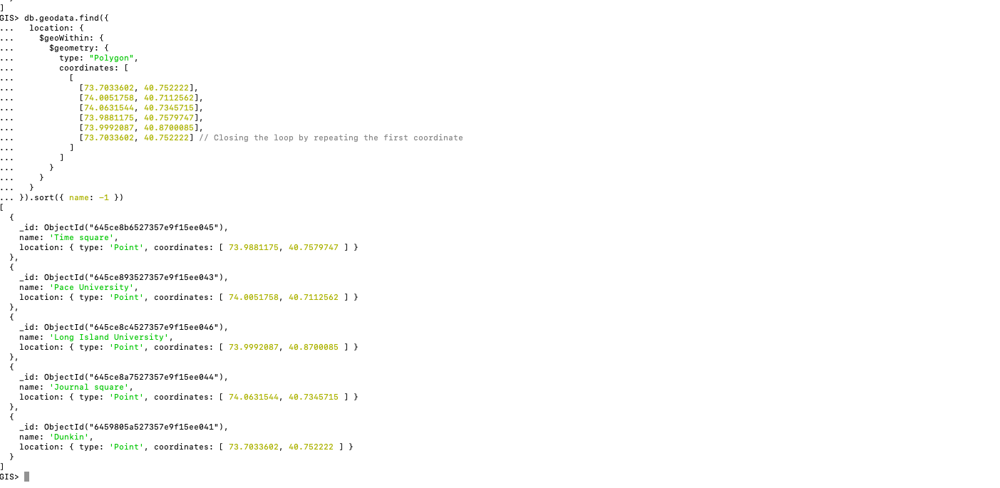 ]
GIS> db.geodata.find({
...   location: {
...     $geoWithin: {
...       $geometry: {
...         type: "Polygon",
...         coordinates: [
...           [
...             [73.7033602, 40.752222],
...             [74.0051758, 40.7112562],
...             [74.0631544, 40.7345715],
...             [73.9881175, 40.7579747],
...             [73.9992087, 40.8700085],
...             [73.7033602, 40.752222] // Closing the loop by repeating the first coordinate
...           ]
...         ]
...       }
...     }
...   }
... }).sort({ name: -1 })
[
  {
    _id: ObjectId("645ce8b6527357e9f15ee045"),
    name: 'Time square',
    location: { type: 'Point', coordinates: [ 73.9881175, 40.7579747 ] }
  },
  {
    _id: ObjectId("645ce893527357e9f15ee043"),
    name: 'Pace University',
    location: { type: 'Point', coordinates: [ 74.0051758, 40.7112562 ] }
  },
  {
    _id: ObjectId("645ce8c4527357e9f15ee046"),
    name: 'Long Island University',
    location: { type: 'Point', coordinates: [ 73.9992087, 40.8700085 ] }
  },
  {
    _id: ObjectId("645ce8a7527357e9f15ee044"),
    name: 'Journal square',
    location: { type: 'Point', coordinates: [ 74.0631544, 40.7345715 ] }
  },
  {
    _id: ObjectId("6459805a527357e9f15ee041"),
    name: 'Dunkin',
    location: { type: 'Point', coordinates: [ 73.7033602, 40.752222 ] }
  }
]
GIS>